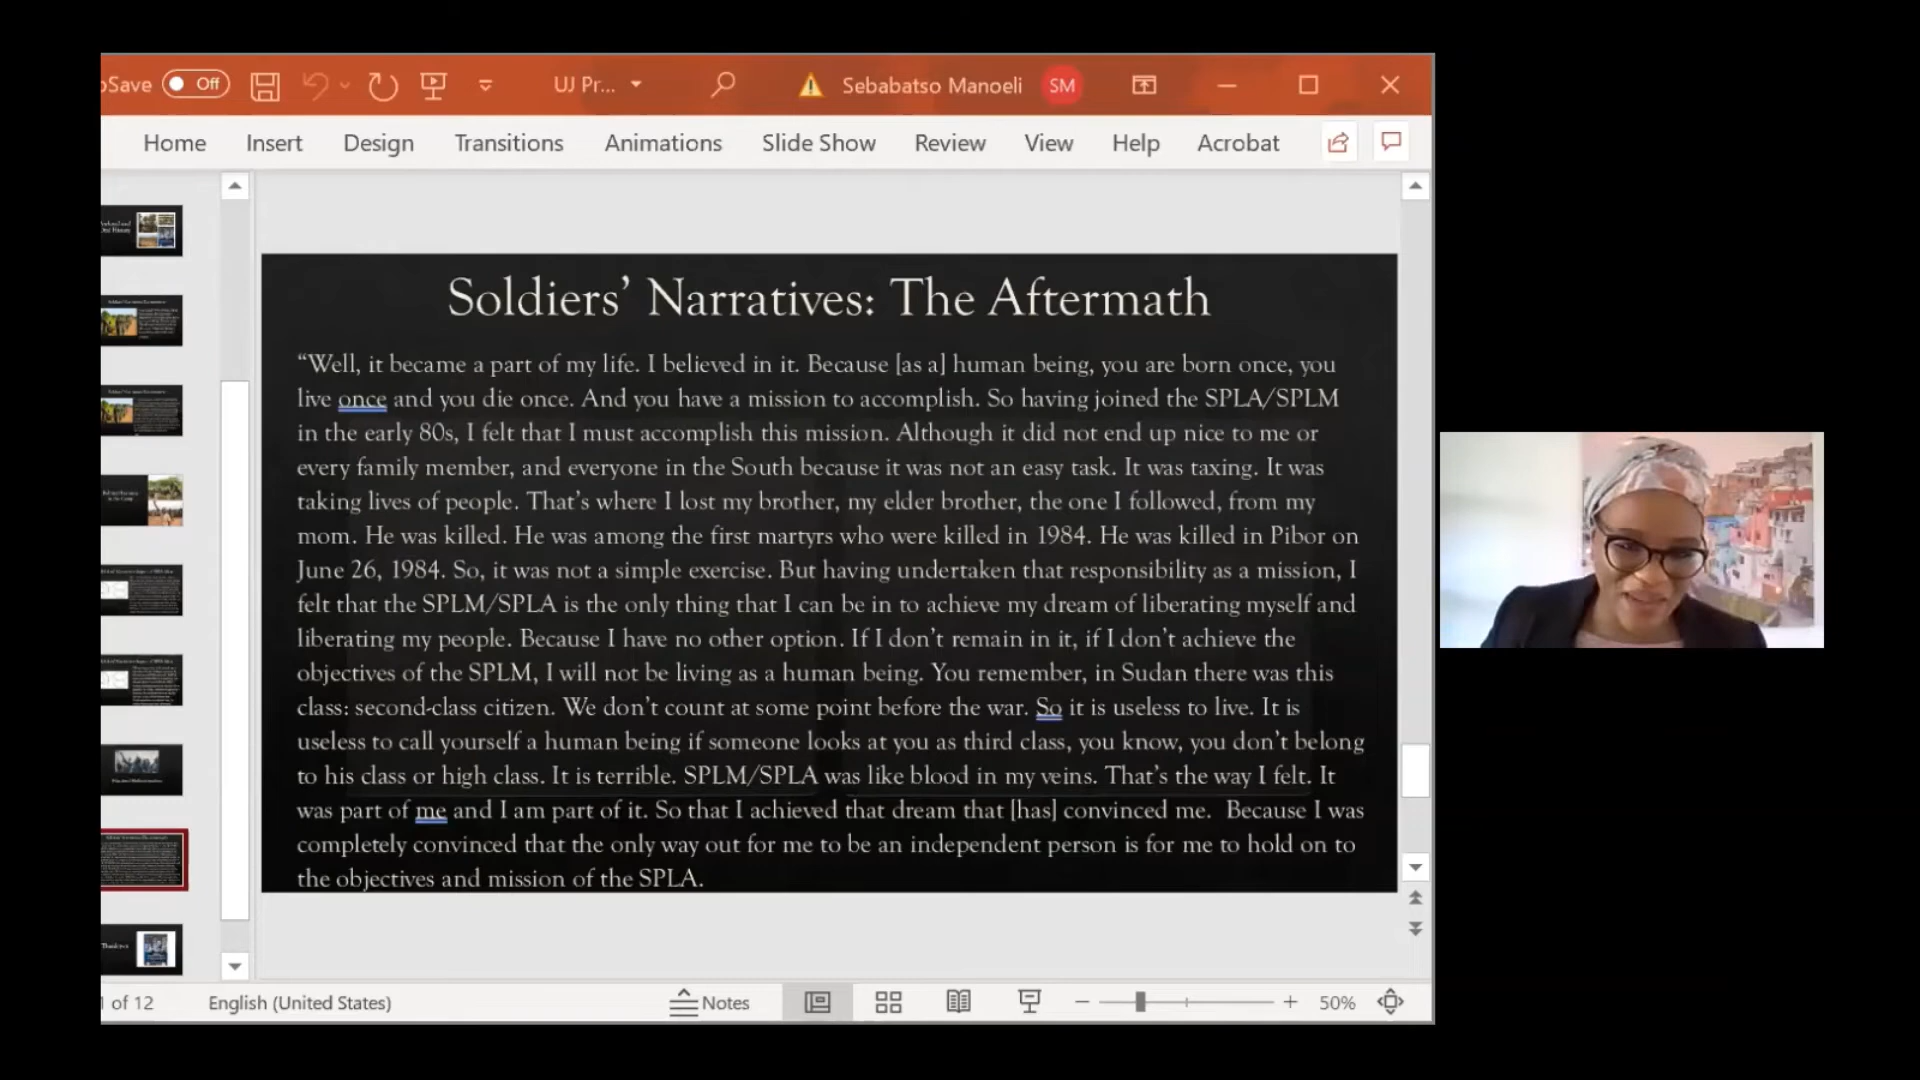 oSave Off UJ Pr... Sebabatso Manoeli SM
Home Insert Design Transitions Animations Slide Show Review View Help Acrobat
Soldiers’ Narratives: The Aftermath
“Well, it became a part of my life. I believed in it. Because [as a] human being, you are born once, you
live once and you die once. And you have a mission to accomplish. So having joined the SPLA/SPLM
in the early 80s, I felt that I must accomplish this mission. Although it did not end up nice to me or
every family member, and everyone in the South because it was not an easy task. It was taxing. It was
taking lives of people. That’s where I lost my brother, my elder brother, the one I followed, from my
mom. He was killed. He was among the first martyrs who were killed in 1984. He was killed in Pibor on
June 26, 1984. So, it was not a simple exercise. But having undertaken that responsibility as a mission, I
felt that the SPLM/SPLA is the only thing that I can be in to achieve my dream of liberating myself and
liberating my people. Because I have no other option. If I don’t remain in it, if I don’t achieve the
objectives of the SPLM, I will not be living as a human being. You remember, in Sudan there was this
class: second-class citizen. We don’t count at some point before the war. So it is useless to live. It is
useless to call yourself a human being if someone looks at you as third class, you know, you don’t belong
to his class or high class. It is terrible. SPLM/SPLA was like blood in my veins. That’s the way I felt. It
was part of me and I am part of it. So that I achieved that dream that [has] convinced me. Because I was
completely convinced that the only way out for me to be an independent person is for me to hold on to
the objectives and mission of the SPLA.
of 12 English (United States) Notes 50%